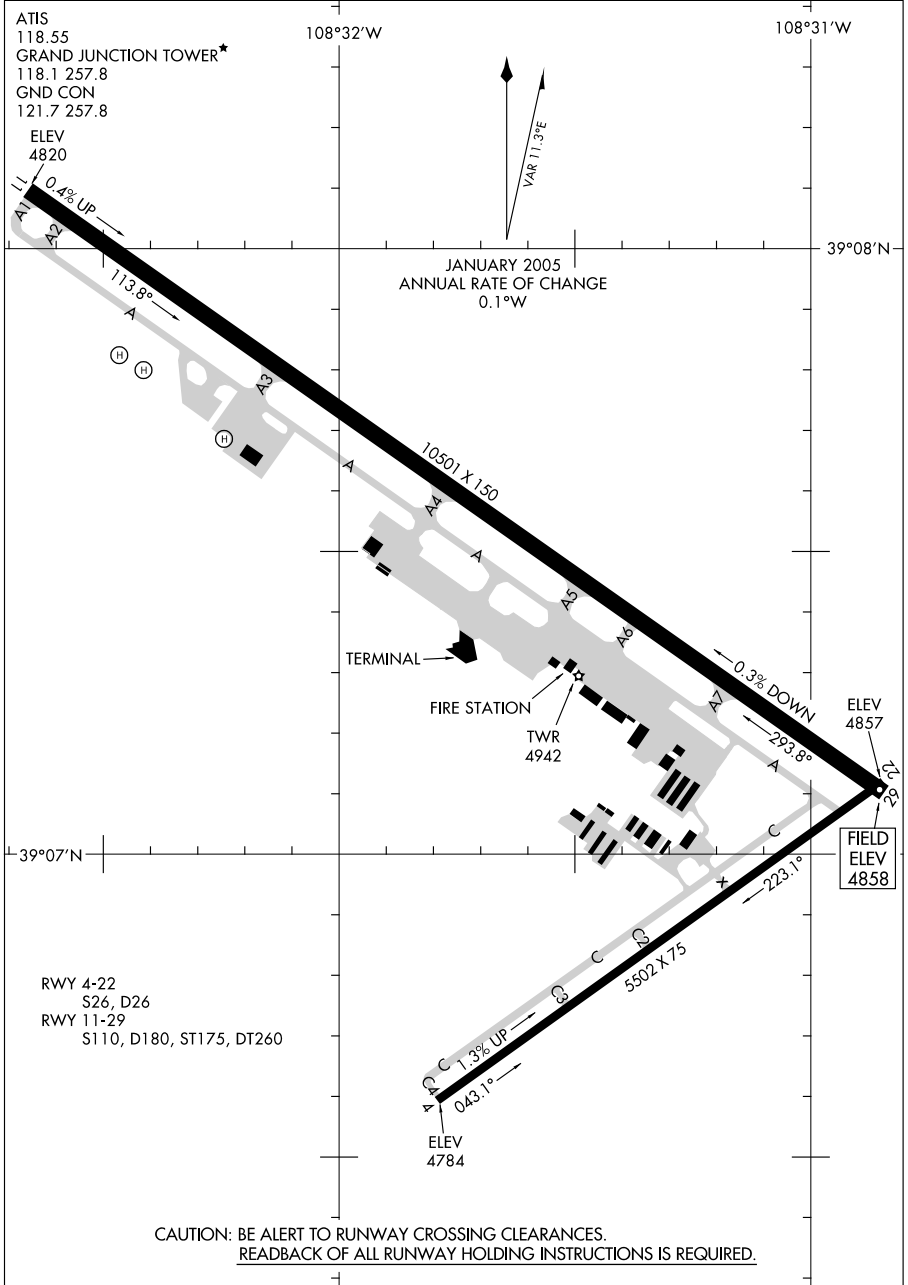 ATIS
118.55
GRAND JUNCTION TOWER★
118.1 257.8
GND CON
121.7 257.8
108°32'W
108°31'W
ELEV
4820
VAR 11.3°E
11
0.4% UP
A1
A2
39°08'N
JANUARY 2005
ANNUAL RATE OF CHANGE
0.1°W
113.8°
A
H
H
A3
H
A
10501 X 150
A4
A
A5
A6
TERMINAL
FIRE STATION
TWR
4942
0.3% DOWN
A7
293.8°
A
ELEV
4857
22
29
FIELD
ELEV
4858
39°07'N
C
X
223.1°
C2
C
5502 X 75
C3
RWY 4-22
S26, D26
RWY 11-29
S110, D180, ST175, DT260
1.3% UP
C
C4
4
043.1°
ELEV
4784
CAUTION: BE ALERT TO RUNWAY CROSSING CLEARANCES.
READBACK OF ALL RUNWAY HOLDING INSTRUCTIONS IS REQUIRED.